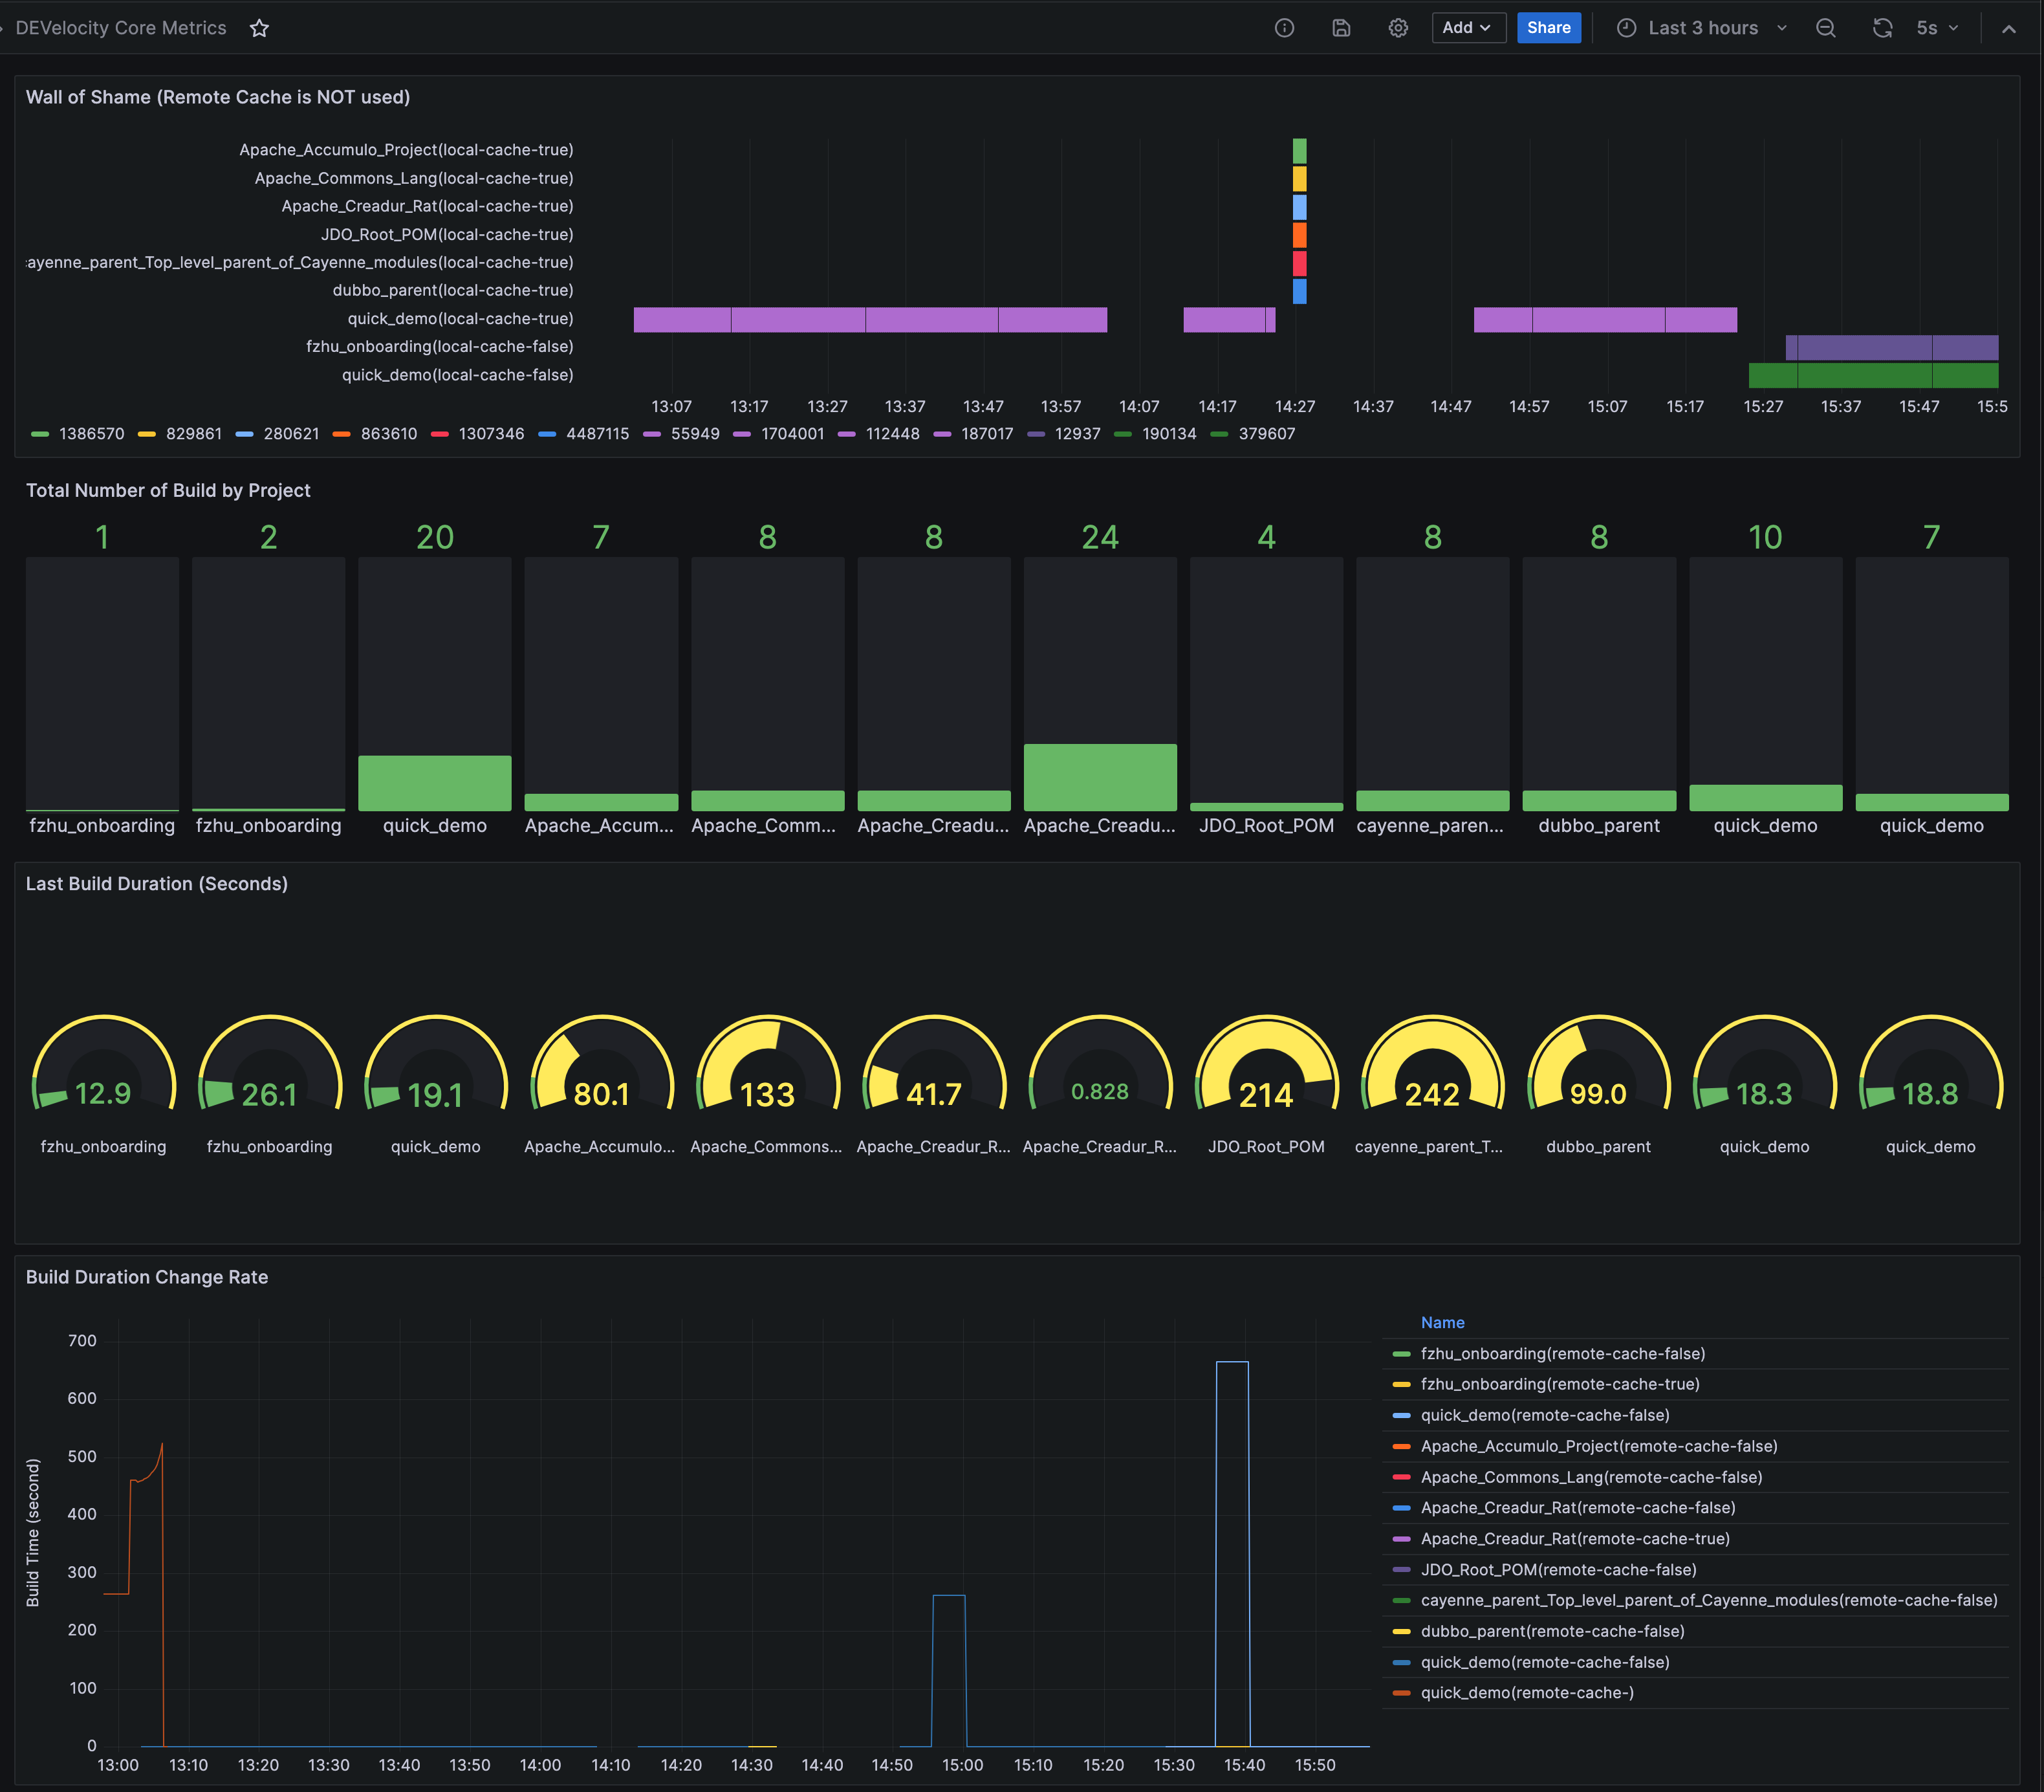 DEVelocity Core Metrics Add Share Last 3 hours 5s
Wall of Shame (Remote Cache is NOT used)
Apache_Accumulo_Project(local-cache-true)
Apache_Commons_Lang(local-cache-true)
Apache_Creadur_Rat(local-cache-true)
JDO_Root_POM(local-cache-true)
ayenne_parent_Top_level_parent_of_Cayenne_modules(local-cache-true)
dubbo_parent(local-cache-true)
quick_demo(local-cache-true)
fzhu_onboarding(local-cache-false)
quick_demo(local-cache-false)
13:07 13:17 13:27 13:37 13:47 13:57 14:07 14:17 14:27 14:37 14:47 14:57 15:07 15:17 15:27 15:37 15:47 15:5
1386570 829861 280621 863610 1307346 4487115 55949 1704001 112448 187017 12937 190134 379607
Total Number of Build by Project
1 2 20 7 8 8 24 4 8 8 10 7
fzhu_onboarding fzhu_onboarding quick_demo Apache_Accum... Apache_Comm... Apache_Creadu... Apache_Creadu... JDO_Root_POM cayenne_paren... dubbo_parent quick_demo quick_demo
Last Build Duration (Seconds)
12.9 26.1 19.1 80.1 133 41.7 0.828 214 242 99.0 18.3 18.8
fzhu_onboarding fzhu_onboarding quick_demo Apache_Accumulo... Apache_Commons... Apache_Creadur_R... Apache_Creadur_R... JDO_Root_POM cayenne_parent_T... dubbo_parent quick_demo quick_demo
Build Duration Change Rate
Build Time (second)
700
600
500
400
300
200
100
0
13:00 13:10 13:20 13:30 13:40 13:50 14:00 14:10 14:20 14:30 14:40 14:50 15:00 15:10 15:20 15:30 15:40 15:50
Name
fzhu_onboarding(remote-cache-false)
fzhu_onboarding(remote-cache-true)
quick_demo(remote-cache-false)
Apache_Accumulo_Project(remote-cache-false)
Apache_Commons_Lang(remote-cache-false)
Apache_Creadur_Rat(remote-cache-false)
Apache_Creadur_Rat(remote-cache-true)
JDO_Root_POM(remote-cache-false)
cayenne_parent_Top_level_parent_of_Cayenne_modules(remote-cache-false)
dubbo_parent(remote-cache-false)
quick_demo(remote-cache-false)
quick_demo(remote-cache-)